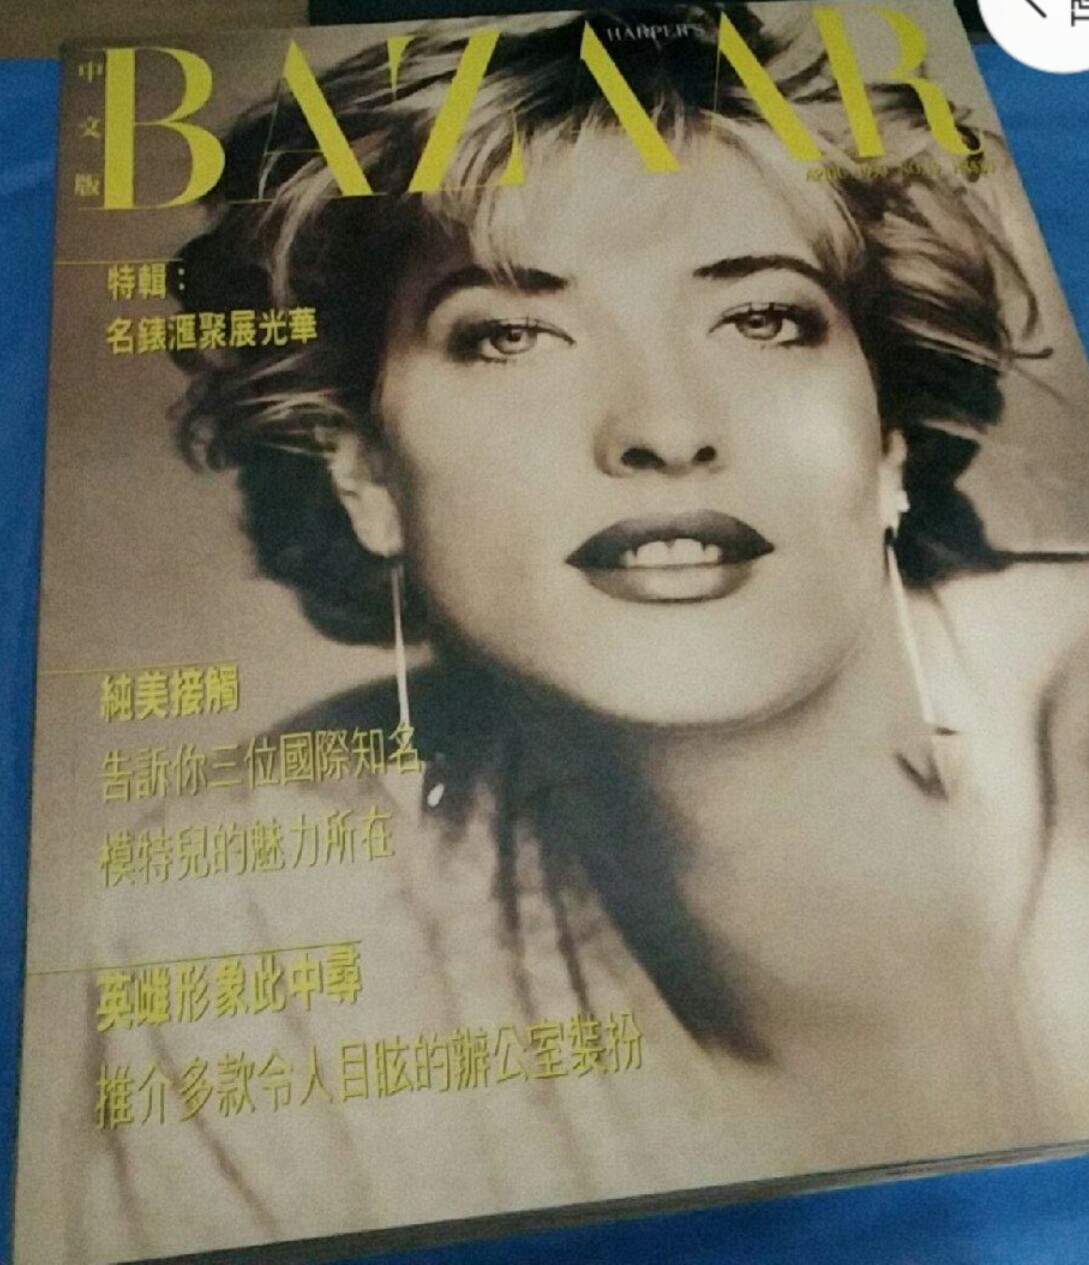 HARPER'S
BAZAAR
中文版
特輯：
名錶滙聚展光華
純美接觸
告訴你三位國際知名
模特兒的魅力所在
英雌形象此中尋
推介多款令人目眩的辦公室裝扮